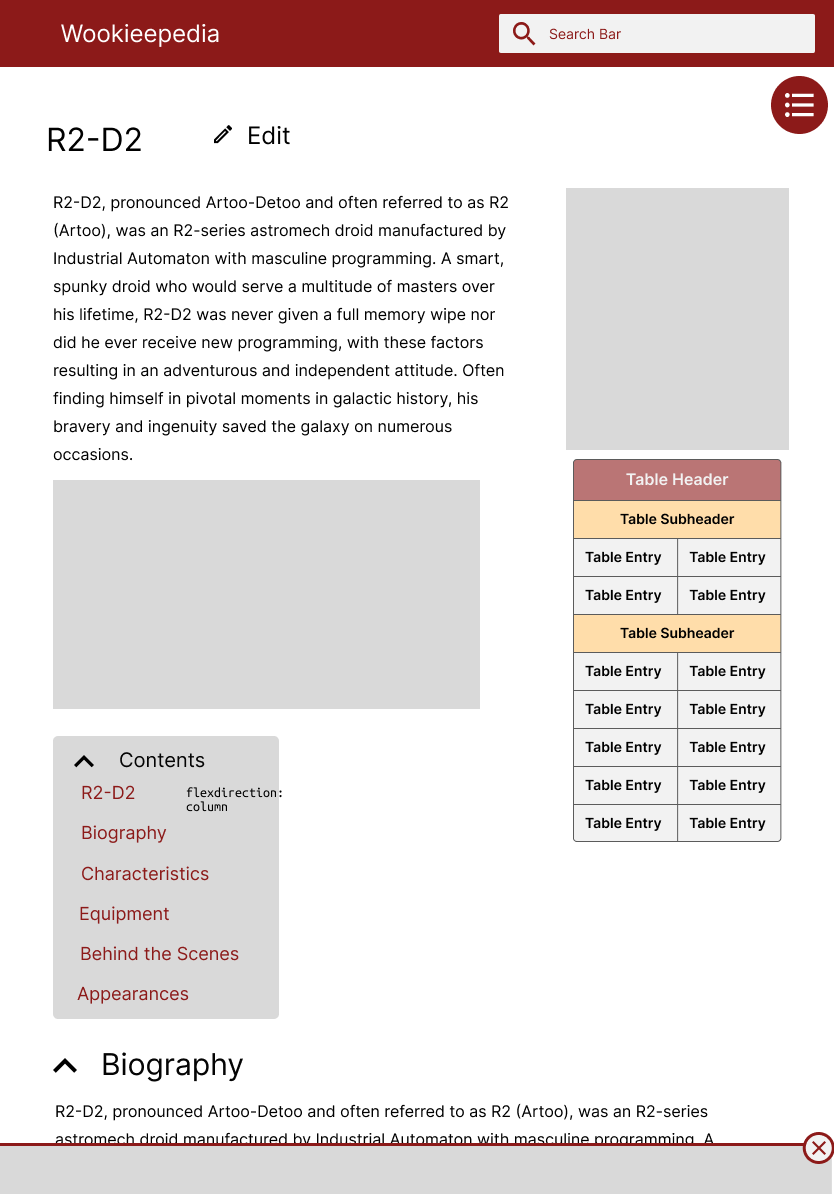 Wookieepedia
Search Bar
R2-D2
Edit
R2-D2, pronounced Artoo-Detoo and often referred to as R2
(Artoo), was an R2-series astromech droid manufactured by
Industrial Automaton with masculine programming. A smart,
spunky droid who would serve a multitude of masters over
his lifetime, R2-D2 was never given a full memory wipe nor
did he ever receive new programming, with these factors
resulting in an adventurous and independent attitude. Often
finding himself in pivotal moments in galactic history, his
bravery and ingenuity saved the galaxy on numerous
occasions.
Table Header
Table Subheader
Table Entry Table Entry
Table Entry Table Entry
Table Subheader
Table Entry Table Entry
Table Entry Table Entry
Table Entry Table Entry
Table Entry Table Entry
Table Entry Table Entry
Contents
R2-D2
flexdirection:
column
Biography
Characteristics
Equipment
Behind the Scenes
Appearances
Biography
R2-D2, pronounced Artoo-Detoo and often referred to as R2 (Artoo), was an R2-series
astromech droid manufactured by Industrial Automaton with masculine programming. A